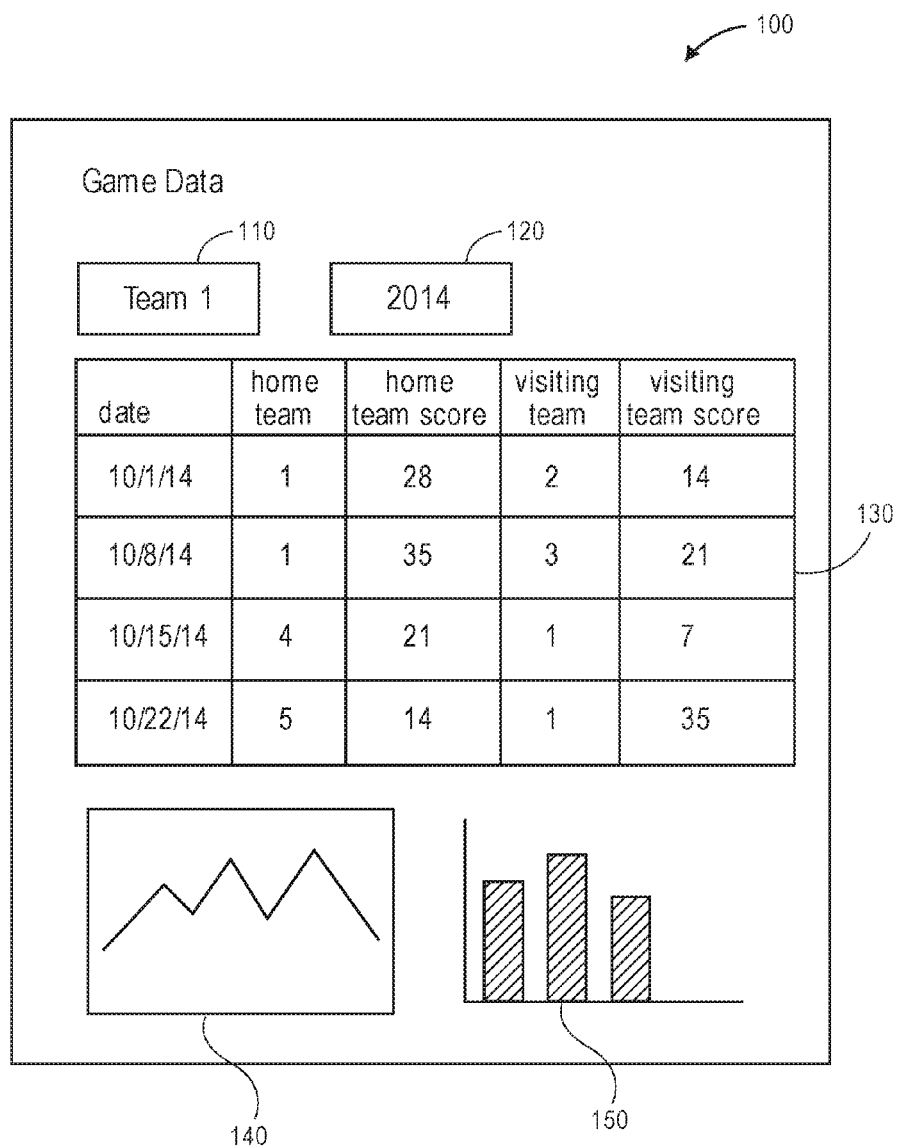 100
Game Data
110
120
Team 1
2014
date
home team
home team score
visiting team
visiting team score
10/1/14 1 28 2 14
10/8/14 1 35 3 21
130
10/15/14 4 21 1 7
10/22/14 5 14 1 35
140
150